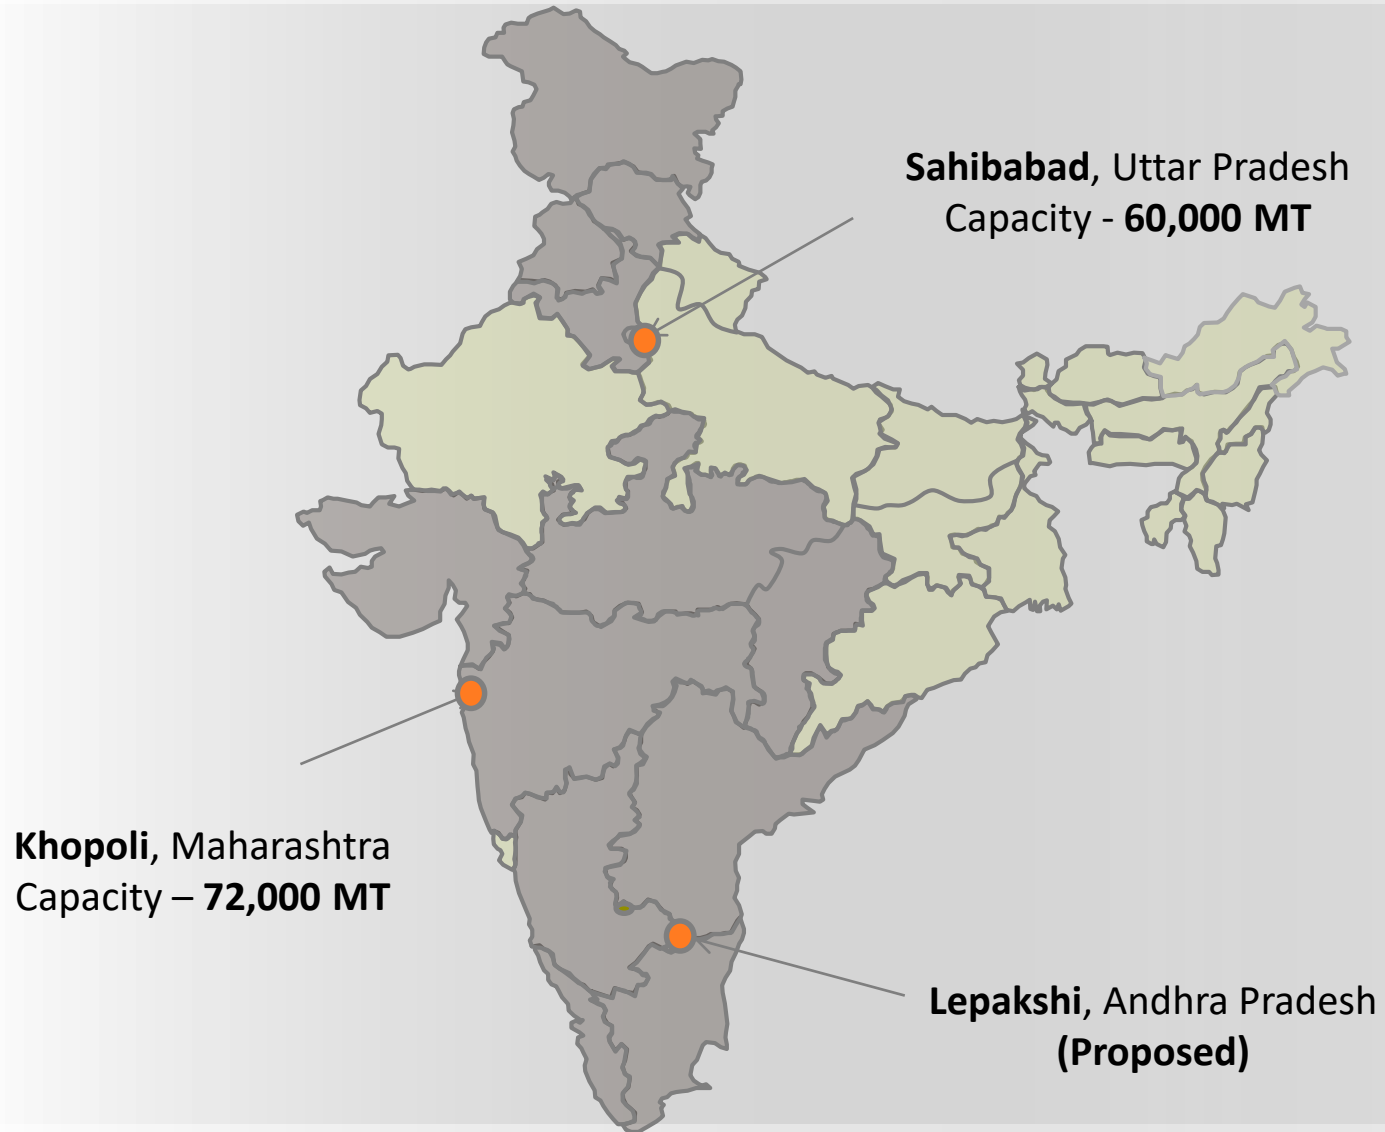 Sahibabad, Uttar Pradesh
Capacity - 60,000 MT
Khopoli, Maharashtra
Capacity – 72,000 MT
Lepakshi, Andhra Pradesh
(Proposed)